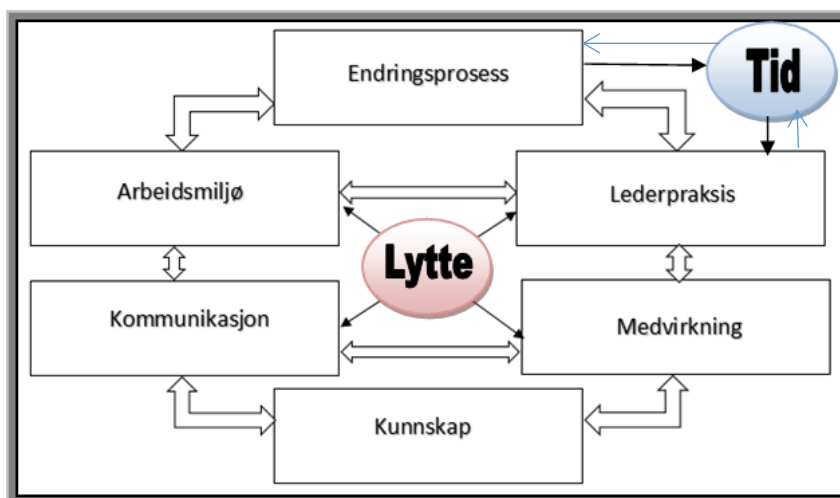 Endringsprosess
Tid
Arbeidsmiljø
Lederpraksis
Lytte
Kommunikasjon
Medvirkning
Kunnskap